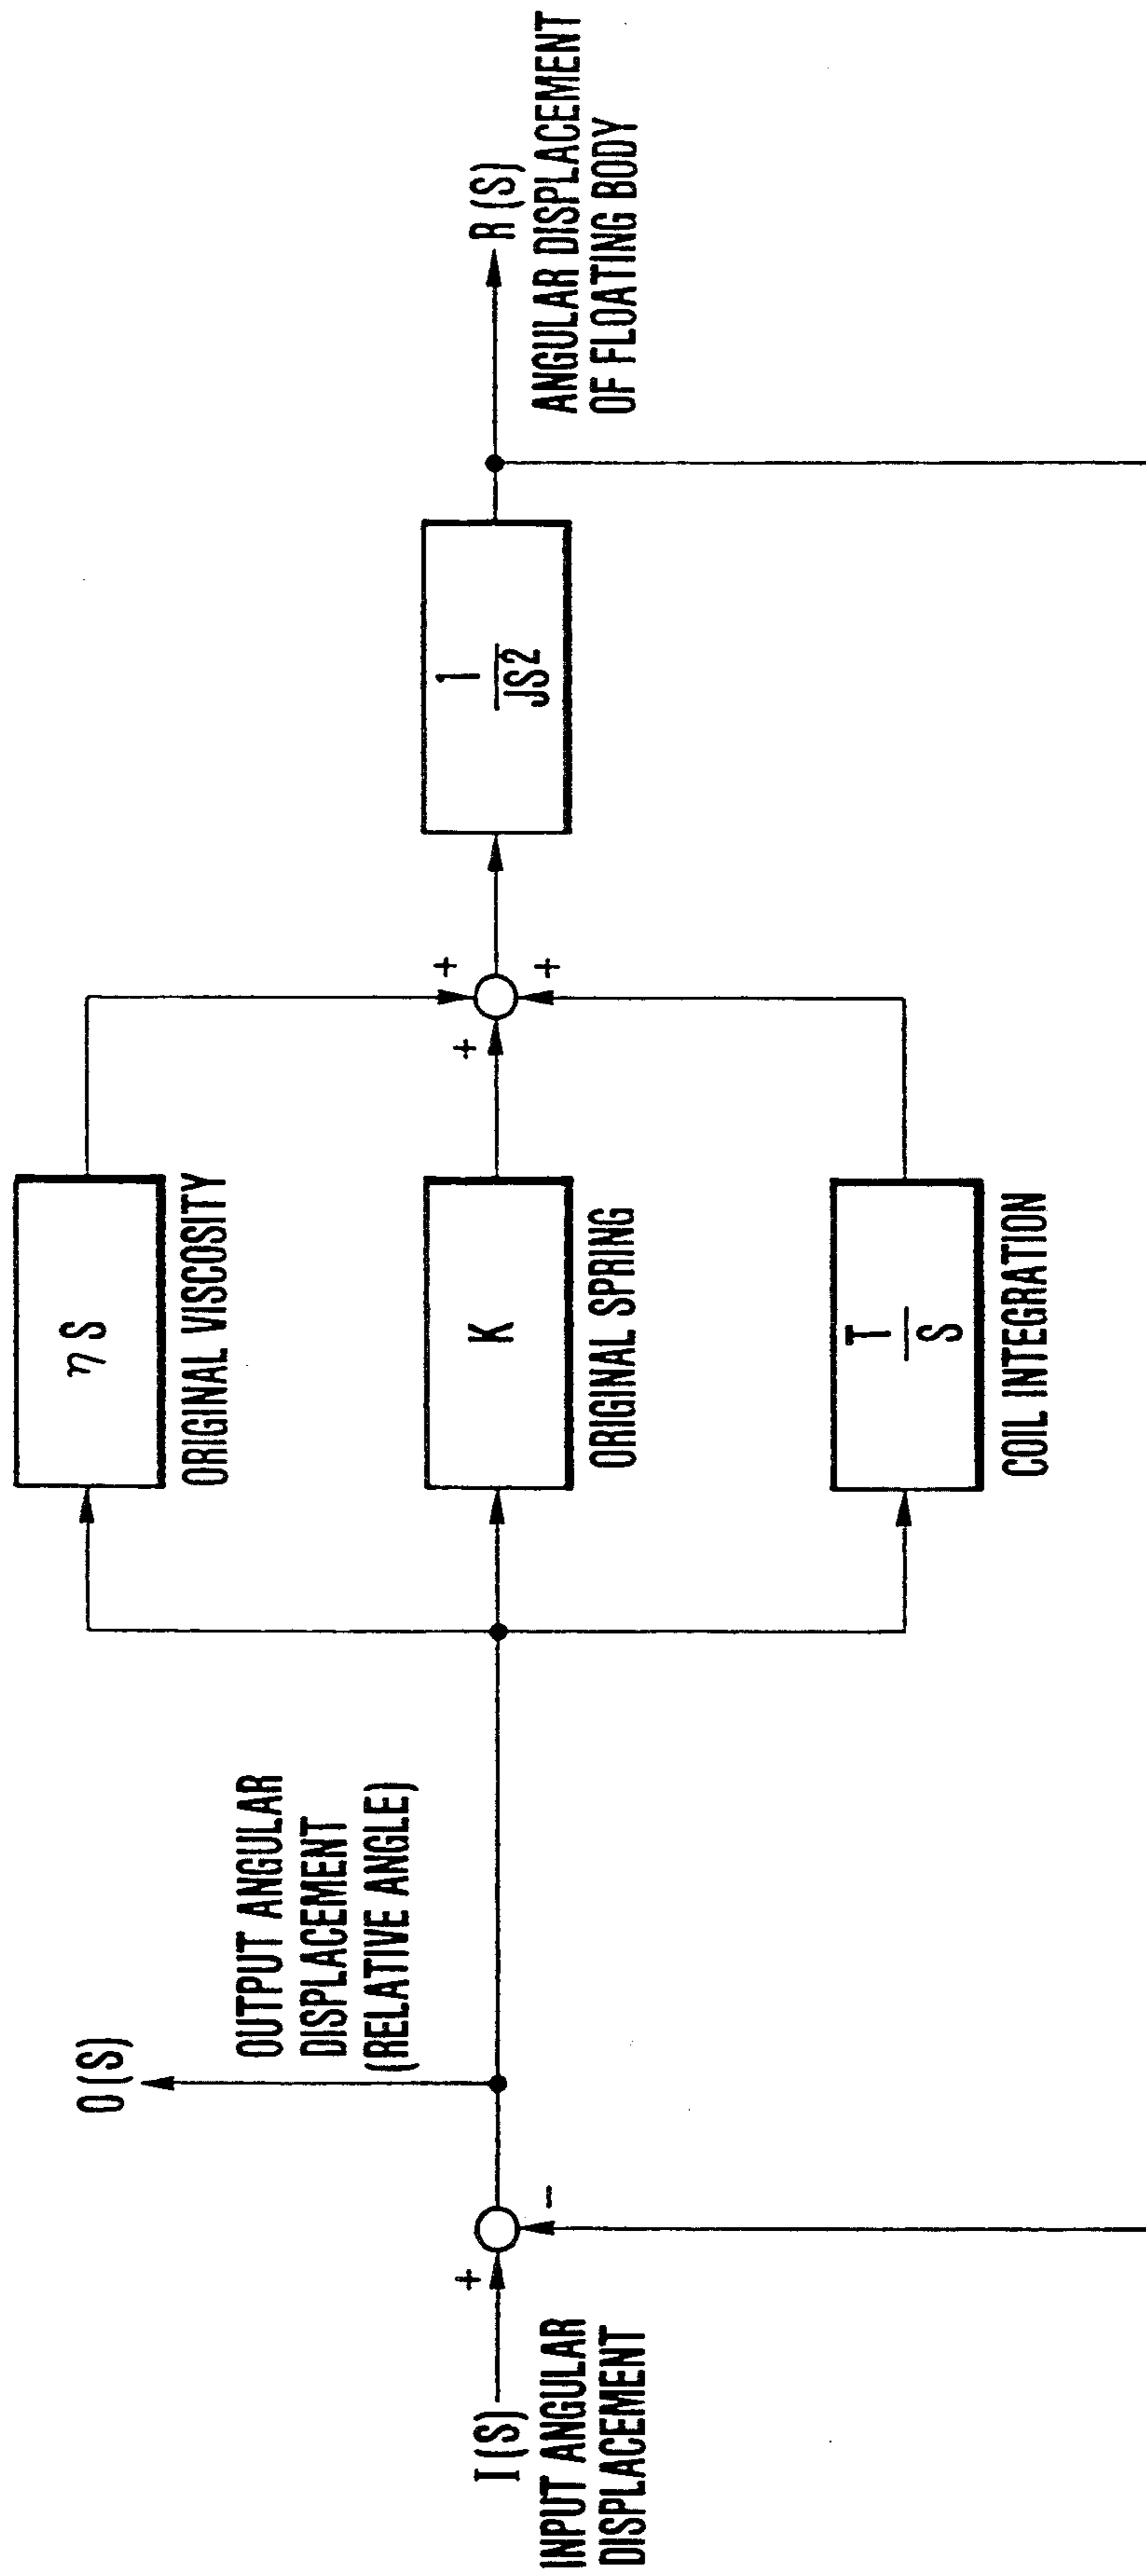 O(S)
OUTPUT ANGULAR
DISPLACEMENT
(RELATIVE ANGLE)
I(S)
INPUT ANGULAR
DISPLACEMENT
+
-
ηS
ORIGINAL VISCOSITY
K
ORIGINAL SPRING
T
S
COIL INTEGRATION
+
+
+
1
JS²
R(S)
ANGULAR DISPLACEMENT
OF FLOATING BODY